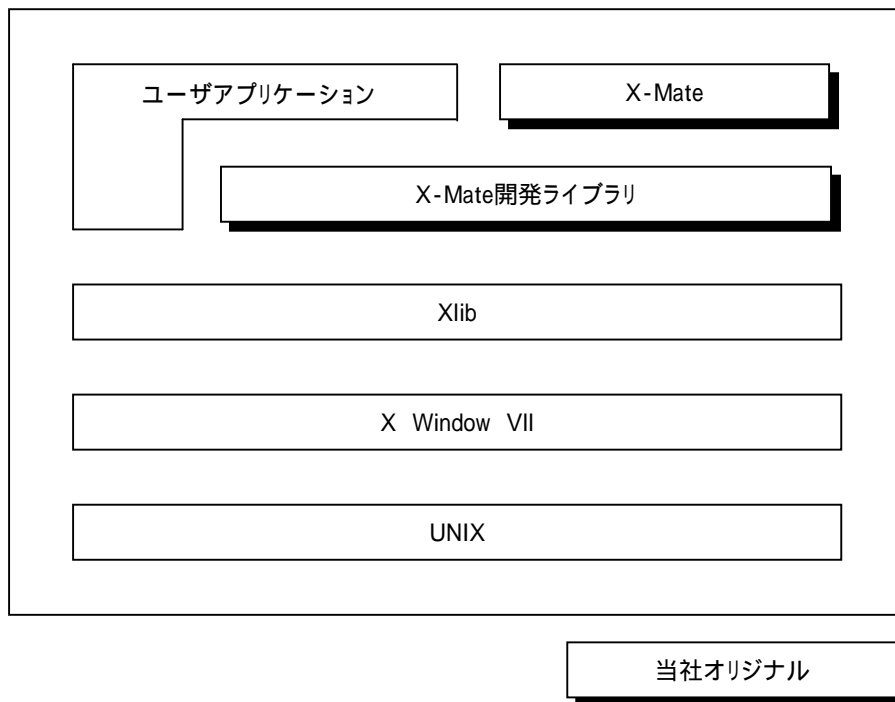 ユーザアプリケーション
X-Mate
X-Mate開発ライブラリ
Xlib
X Window VII
UNIX
当社オリジナル